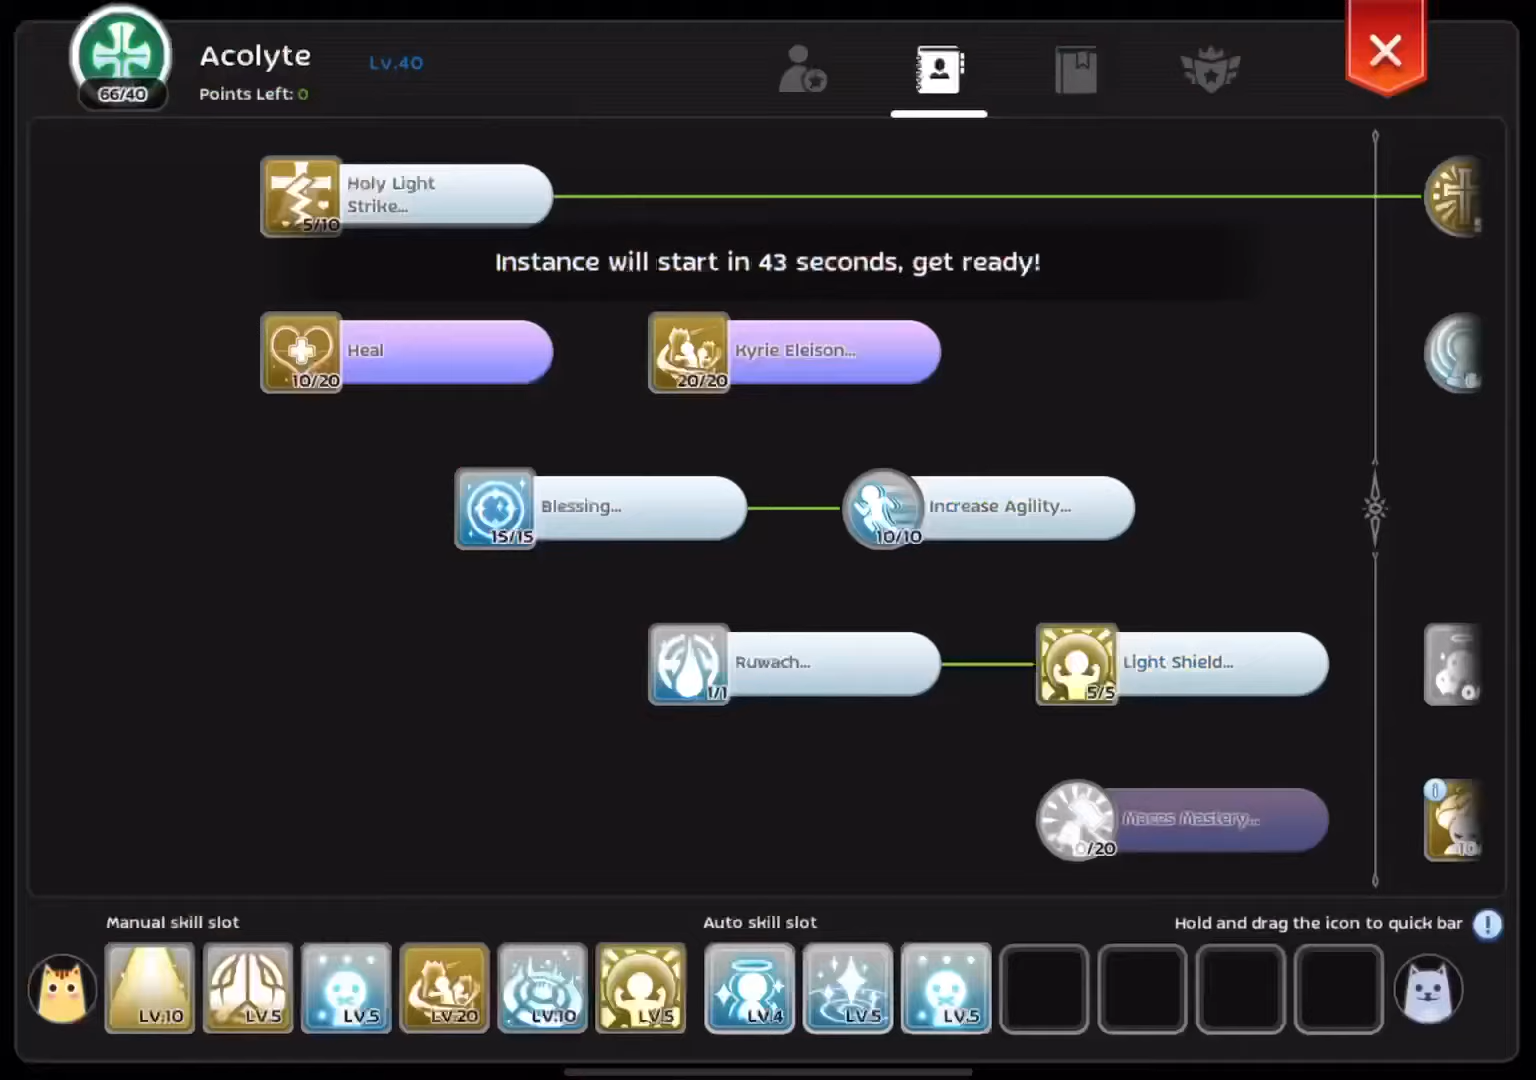 Acolyte
Lv.40
Points Left: 0
66/40
Holy Light
Strike...
5/10
Instance will start in 43 seconds, get ready!
Heal
10/20
Kyrie Eleison...
20/20
Blessing...
15/15
Increase Agility...
10/10
Ruwach...
1/1
Light Shield...
5/5
Maces Mastery...
0/20
10
Manual skill slot
Auto skill slot
Hold and drag the icon to quick bar
LV.10
LV.5
LV.5
LV.20
LV.10
LV.5
LV.4
LV.5
LV.5